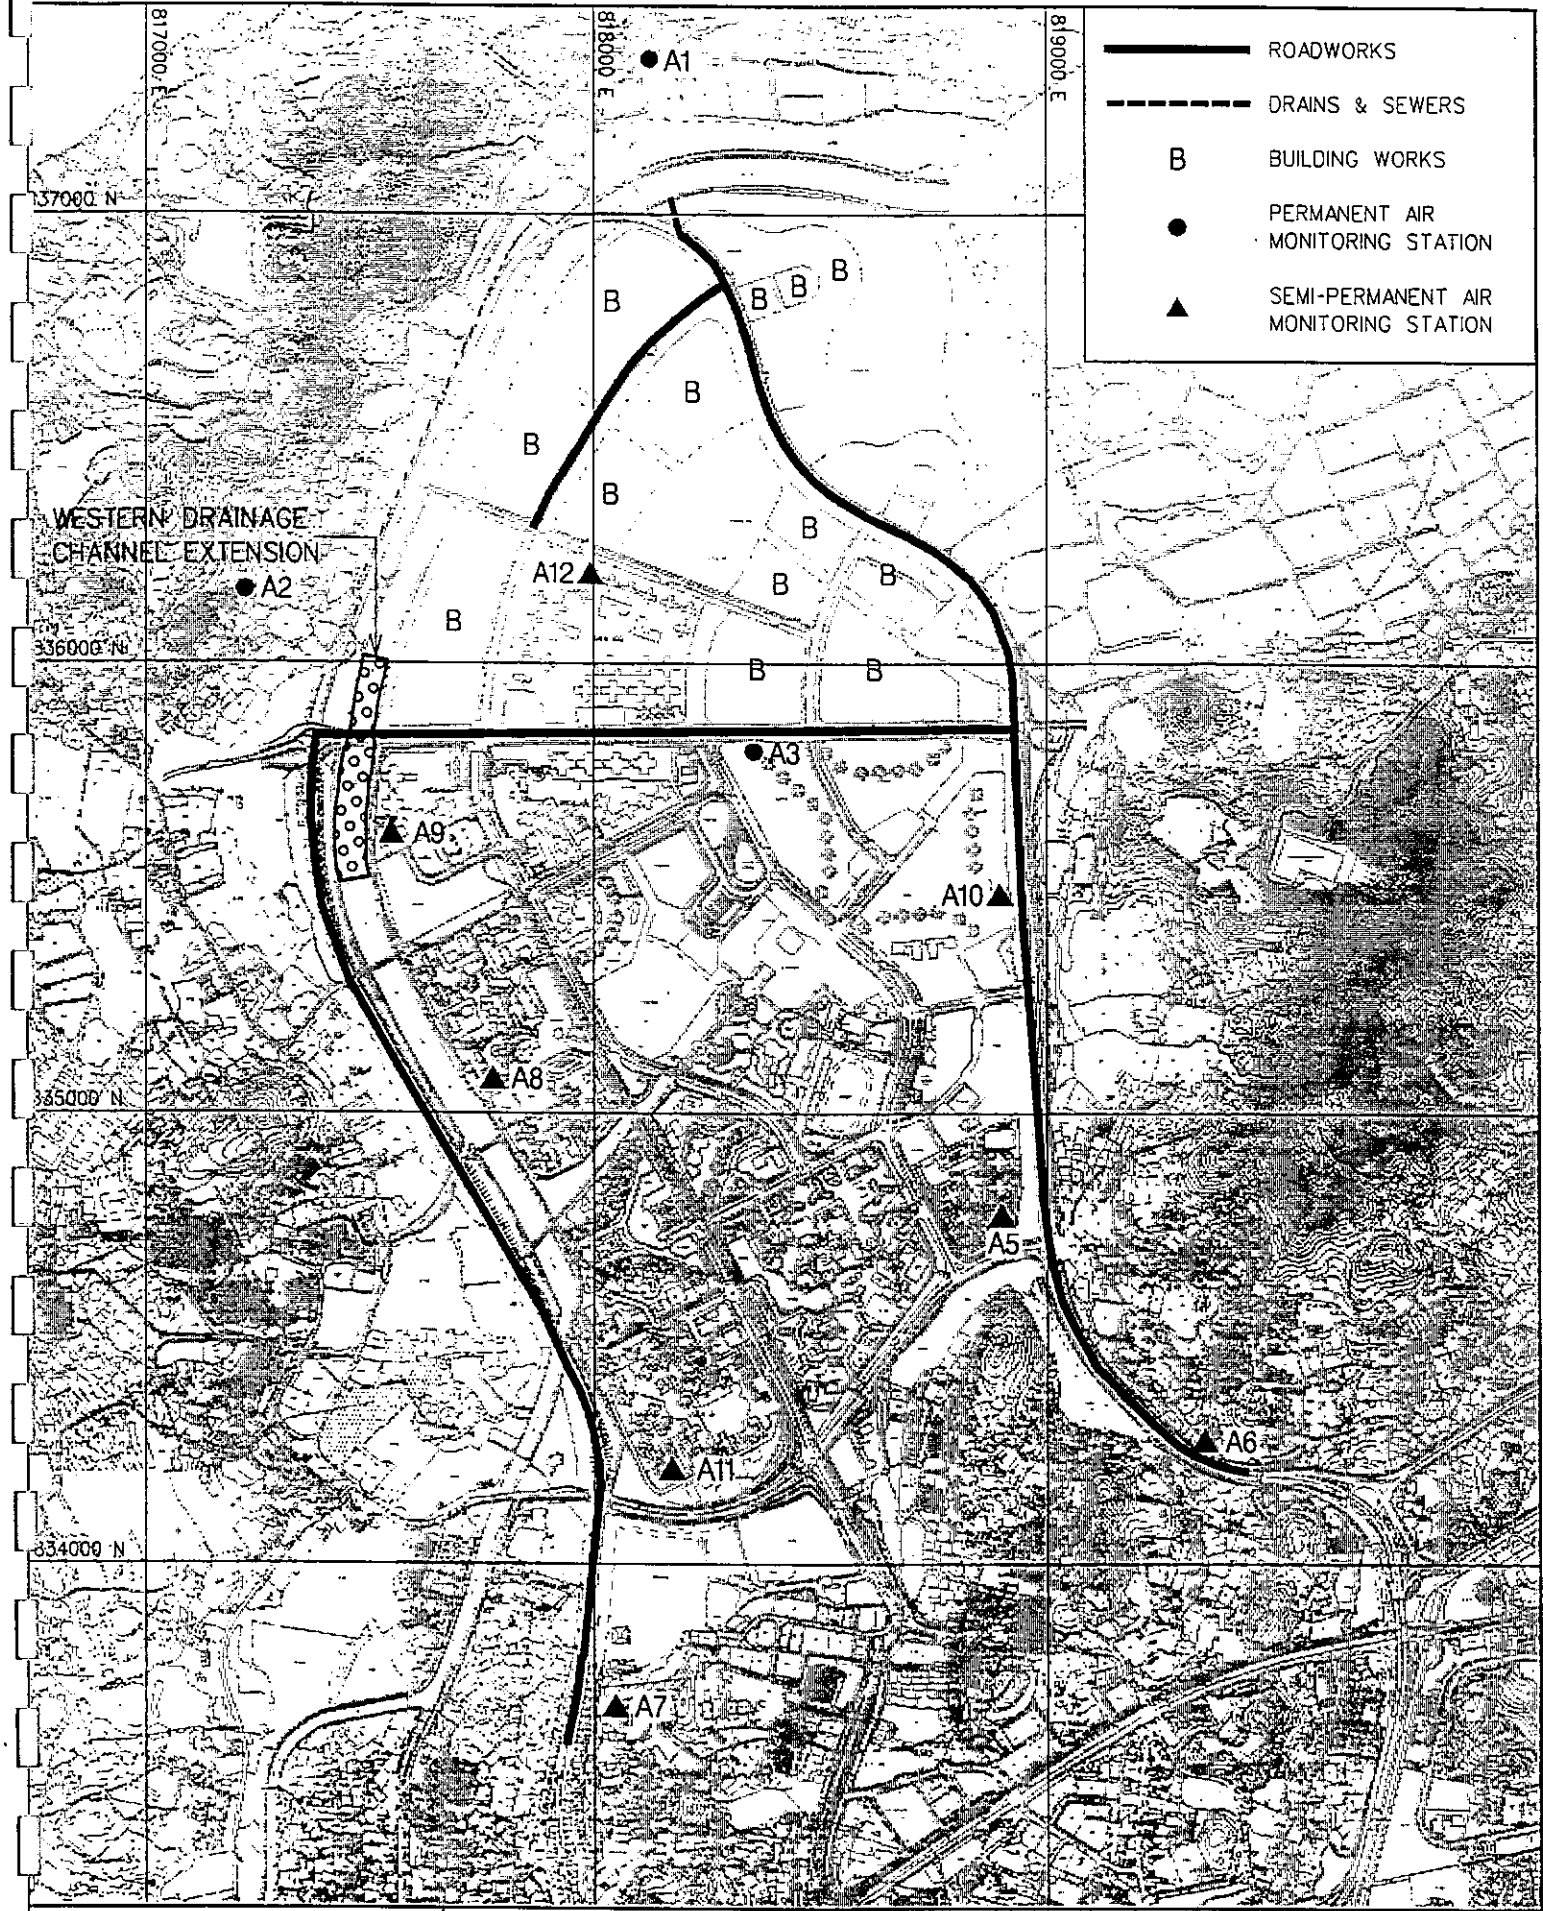 817000 E
818000 E
819000 E
A1
ROADWORKS
DRAINS & SEWERS
B
BUILDING WORKS
PERMANENT AIR
MONITORING STATION
SEMI-PERMANENT AIR
MONITORING STATION
837000 N
B
B
B
B
B
B
B
B
WESTERN DRAINAGE
CHANNEL EXTENSION
A2
A12
B
B
B
836000 N
B
B
A3
A9
A10
A8
835000 N
A5
A6
A11
834000 N
A7